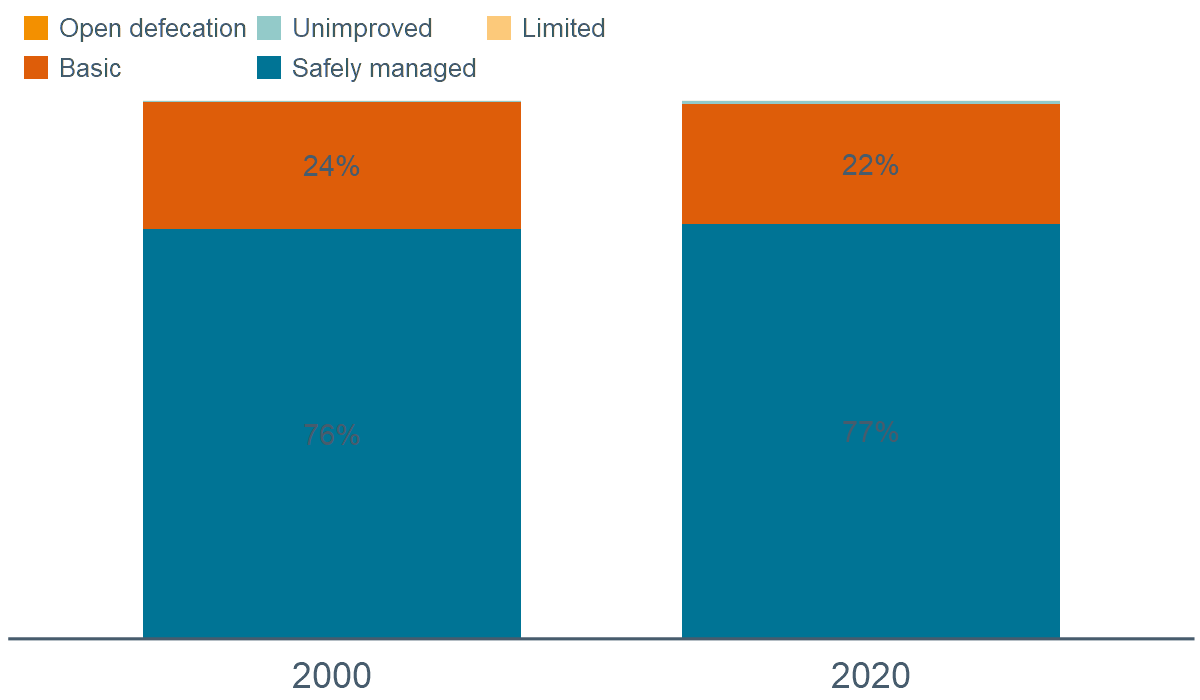 Open defecation Unimproved Limited
Basic Safely managed
24% 22%
76% 77%
2000 2020